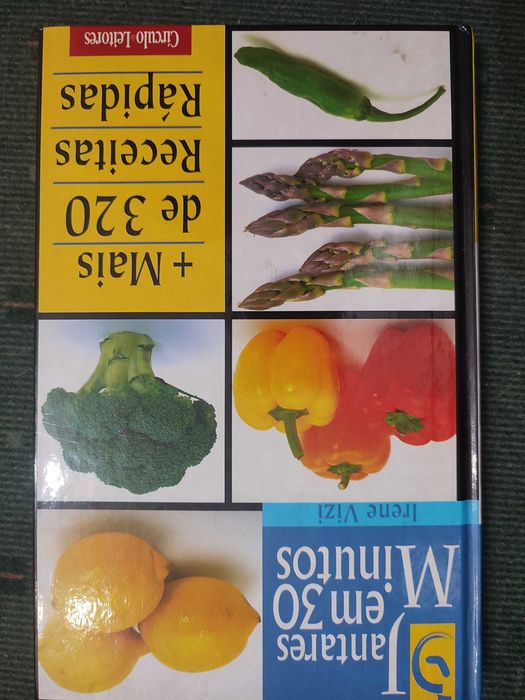 Jantares
em 30
Minutos
Irene Vizi
+ Mais
de 320
Receitas
Rápidas
Círculo Leitores